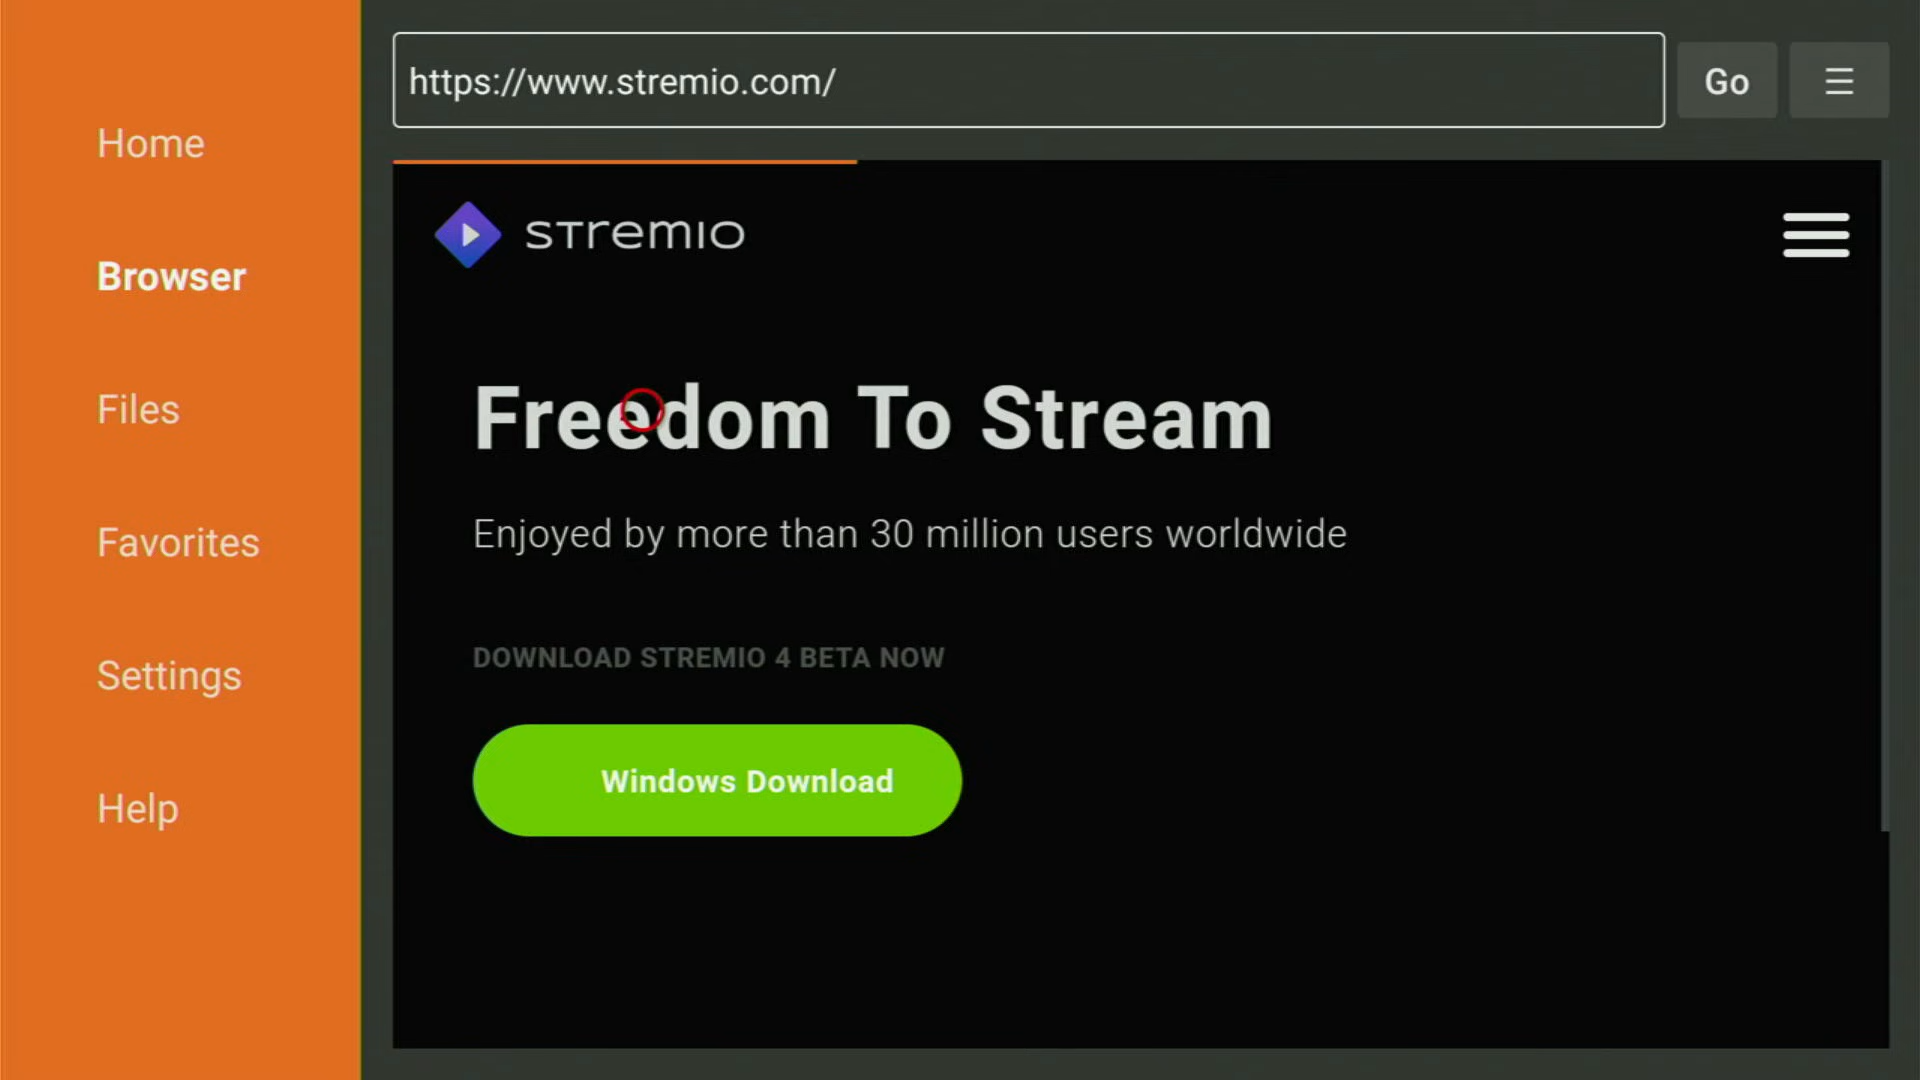 Home
Browser
Files
Favorites
Settings
Help
https://www.stremio.com/
Go
STremIO
Freedom To Stream
Enjoyed by more than 30 million users worldwide
DOWNLOAD STREMIO 4 BETA NOW
Windows Download